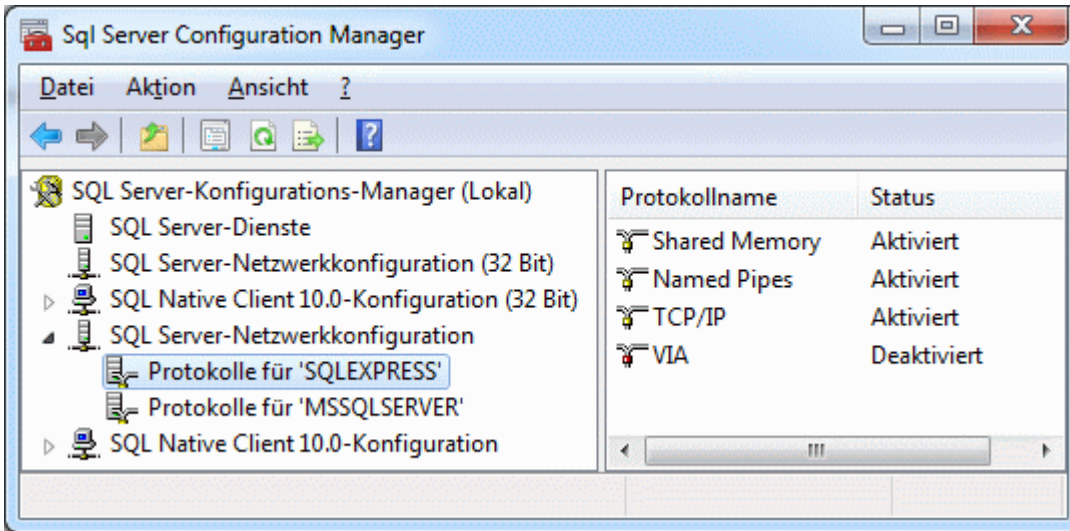 Sql Server Configuration Manager
Datei Aktion Ansicht ?
SQL Server-Konfigurations-Manager (Lokal)
SQL Server-Dienste
SQL Server-Netzwerkkonfiguration (32 Bit)
SQL Native Client 10.0-Konfiguration (32 Bit)
SQL Server-Netzwerkkonfiguration
Protokolle für 'SQLEXPRESS'
Protokolle für 'MSSQLSERVER'
SQL Native Client 10.0-Konfiguration
Protokollname Status
Shared Memory Aktiviert
Named Pipes Aktiviert
TCP/IP Aktiviert
VIA Deaktiviert